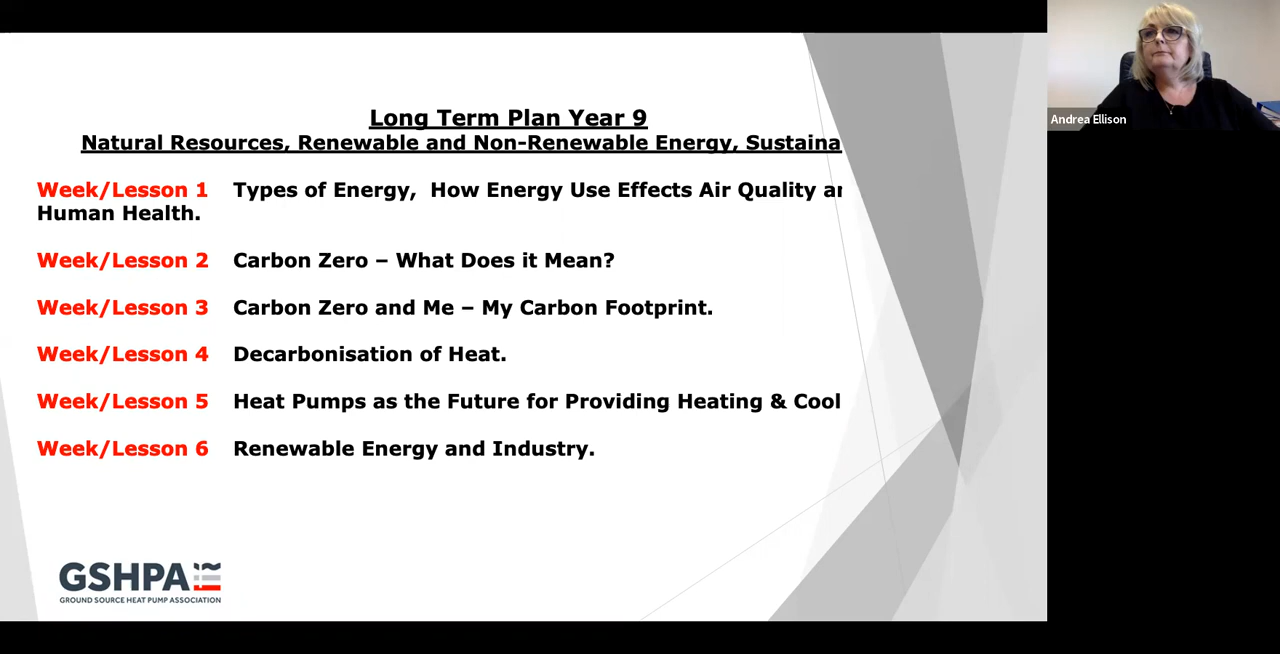 Long Term Plan Year 9
Natural Resources, Renewable and Non-Renewable Energy, Sustaina
Week/Lesson 1 Types of Energy, How Energy Use Effects Air Quality ar
Human Health.
Week/Lesson 2 Carbon Zero – What Does it Mean?
Week/Lesson 3 Carbon Zero and Me – My Carbon Footprint.
Week/Lesson 4 Decarbonisation of Heat.
Week/Lesson 5 Heat Pumps as the Future for Providing Heating & Cool
Week/Lesson 6 Renewable Energy and Industry.
GSHPA
GROUND SOURCE HEAT PUMP ASSOCIATION
Andrea Ellison